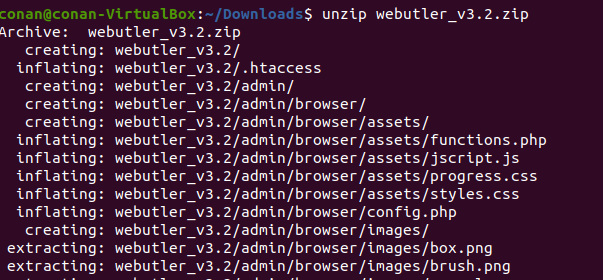 conan@conan-VirtualBox:~/Downloads$ unzip webutler_v3.2.zip
Archive:  webutler_v3.2.zip
   creating: webutler_v3.2/
  inflating: webutler_v3.2/.htaccess
   creating: webutler_v3.2/admin/
   creating: webutler_v3.2/admin/browser/
   creating: webutler_v3.2/admin/browser/assets/
  inflating: webutler_v3.2/admin/browser/assets/functions.php
  inflating: webutler_v3.2/admin/browser/assets/jscript.js
  inflating: webutler_v3.2/admin/browser/assets/progress.css
  inflating: webutler_v3.2/admin/browser/assets/styles.css
  inflating: webutler_v3.2/admin/browser/config.php
   creating: webutler_v3.2/admin/browser/images/
 extracting: webutler_v3.2/admin/browser/images/box.png
 extracting: webutler_v3.2/admin/browser/images/brush.png